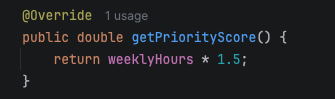 @Override 1 usage
public double getPriorityScore() {
    return weeklyHours * 1.5;
}